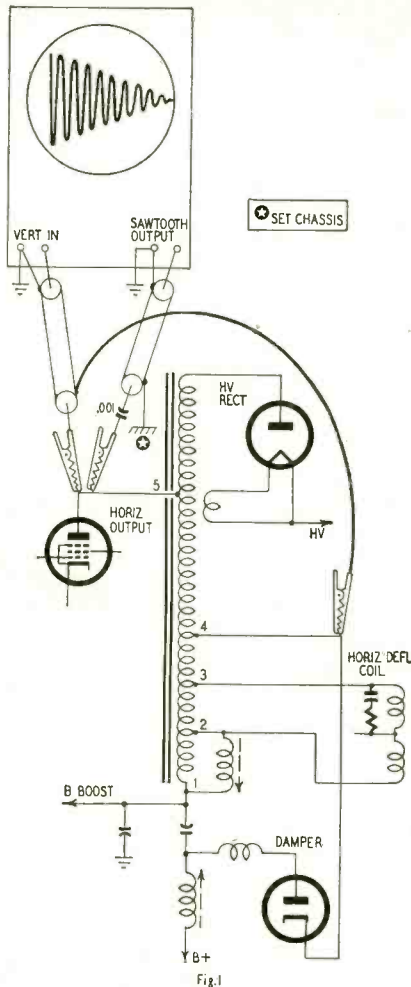 VERT IN
SAWTOOTH
OUTPUT
✪ SET CHASSIS
.001
✪
HV
RECT
5
HORIZ
OUTPUT
HV
4
HORIZ DEFL
COIL
3
2
1
B BOOST
DAMPER
B+
Fig.1